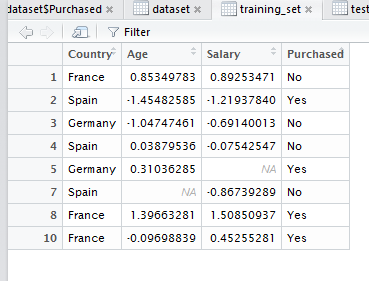 dataset$Purchased dataset training_set test
Filter
Country Age Salary Purchased
1 France 0.85349783 0.89253471 No
2 Spain -1.45482585 -1.21937840 Yes
3 Germany -1.04747461 -0.69140013 No
4 Spain 0.03879536 -0.07542547 No
5 Germany 0.31036285 NA Yes
7 Spain NA -0.86739289 No
8 France 1.39663281 1.50850937 Yes
10 France -0.09698839 0.45255281 Yes